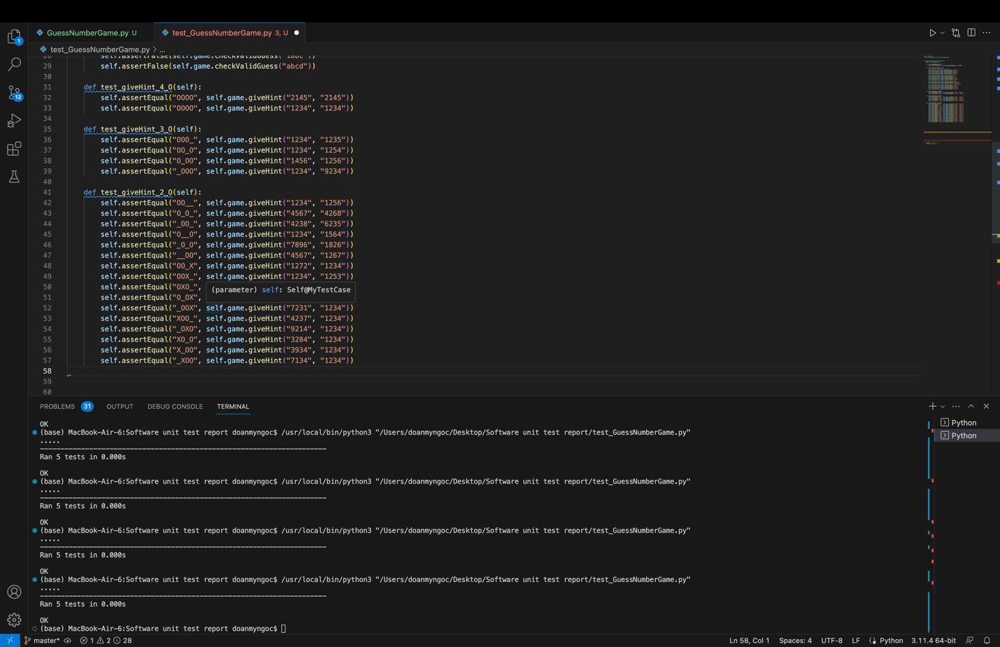 GuessNumberGame.py U
test_GuessNumberGame.py 3, U
test_GuessNumberGame.py > ...
1
12
28 self.assertFalse(self.game.checkValidGuess("1abc"))
29 self.assertFalse(self.game.checkValidGuess("abcd"))
30
31 def test_giveHint_4_O(self):
32 self.assertEqual("OOOO", self.game.giveHint("2145", "2145"))
33 self.assertEqual("OOOO", self.game.giveHint("1234", "1234"))
34
35 def test_giveHint_3_O(self):
36 self.assertEqual("OOO_", self.game.giveHint("1234", "1235"))
37 self.assertEqual("OO_O", self.game.giveHint("1234", "1254"))
38 self.assertEqual("O_OO", self.game.giveHint("1456", "1256"))
39 self.assertEqual("_OOO", self.game.giveHint("1234", "9234"))
40
41 def test_giveHint_2_O(self):
42 self.assertEqual("OO__", self.game.giveHint("1234", "1256"))
43 self.assertEqual("O_O_", self.game.giveHint("4567", "4268"))
44 self.assertEqual("_OO_", self.game.giveHint("4238", "6235"))
45 self.assertEqual("O__O", self.game.giveHint("1234", "1564"))
46 self.assertEqual("_O_O", self.game.giveHint("7896", "1826"))
47 self.assertEqual("__OO", self.game.giveHint("4567", "1267"))
48 self.assertEqual("OO_X", self.game.giveHint("1272", "1234"))
49 self.assertEqual("OOX_", self.game.giveHint("1234", "1253"))
50 self.assertEqual("OXO_",
(parameter) self: Self@MyTestCase
51 self.assertEqual("O_OX",
52 self.assertEqual("_OOX", self.game.giveHint("7231", "1234"))
53 self.assertEqual("XOO_", self.game.giveHint("4237", "1234"))
54 self.assertEqual("_OXO", self.game.giveHint("9214", "1234"))
55 self.assertEqual("XO_O", self.game.giveHint("3284", "1234"))
56 self.assertEqual("X_OO", self.game.giveHint("3934", "1234"))
57 self.assertEqual("_XOO", self.game.giveHint("7134", "1234"))
58
59
60
PROBLEMS 31 OUTPUT DEBUG CONSOLE TERMINAL
Python
Python
OK
(base) MacBook-Air-6:Software unit test report doanmyngoc$ /usr/local/bin/python3 "/Users/doanmyngoc/Desktop/Software unit test report/test_GuessNumberGame.py"
.....
----------------------------------------------------------------------
Ran 5 tests in 0.000s
OK
(base) MacBook-Air-6:Software unit test report doanmyngoc$ /usr/local/bin/python3 "/Users/doanmyngoc/Desktop/Software unit test report/test_GuessNumberGame.py"
.....
----------------------------------------------------------------------
Ran 5 tests in 0.000s
OK
(base) MacBook-Air-6:Software unit test report doanmyngoc$ /usr/local/bin/python3 "/Users/doanmyngoc/Desktop/Software unit test report/test_GuessNumberGame.py"
.....
----------------------------------------------------------------------
Ran 5 tests in 0.000s
OK
(base) MacBook-Air-6:Software unit test report doanmyngoc$ /usr/local/bin/python3 "/Users/doanmyngoc/Desktop/Software unit test report/test_GuessNumberGame.py"
.....
----------------------------------------------------------------------
Ran 5 tests in 0.000s
OK
(base) MacBook-Air-6:Software unit test report doanmyngoc$
master* 1 2 28 Ln 58, Col 1 Spaces: 4 UTF-8 LF Python 3.11.4 64-bit